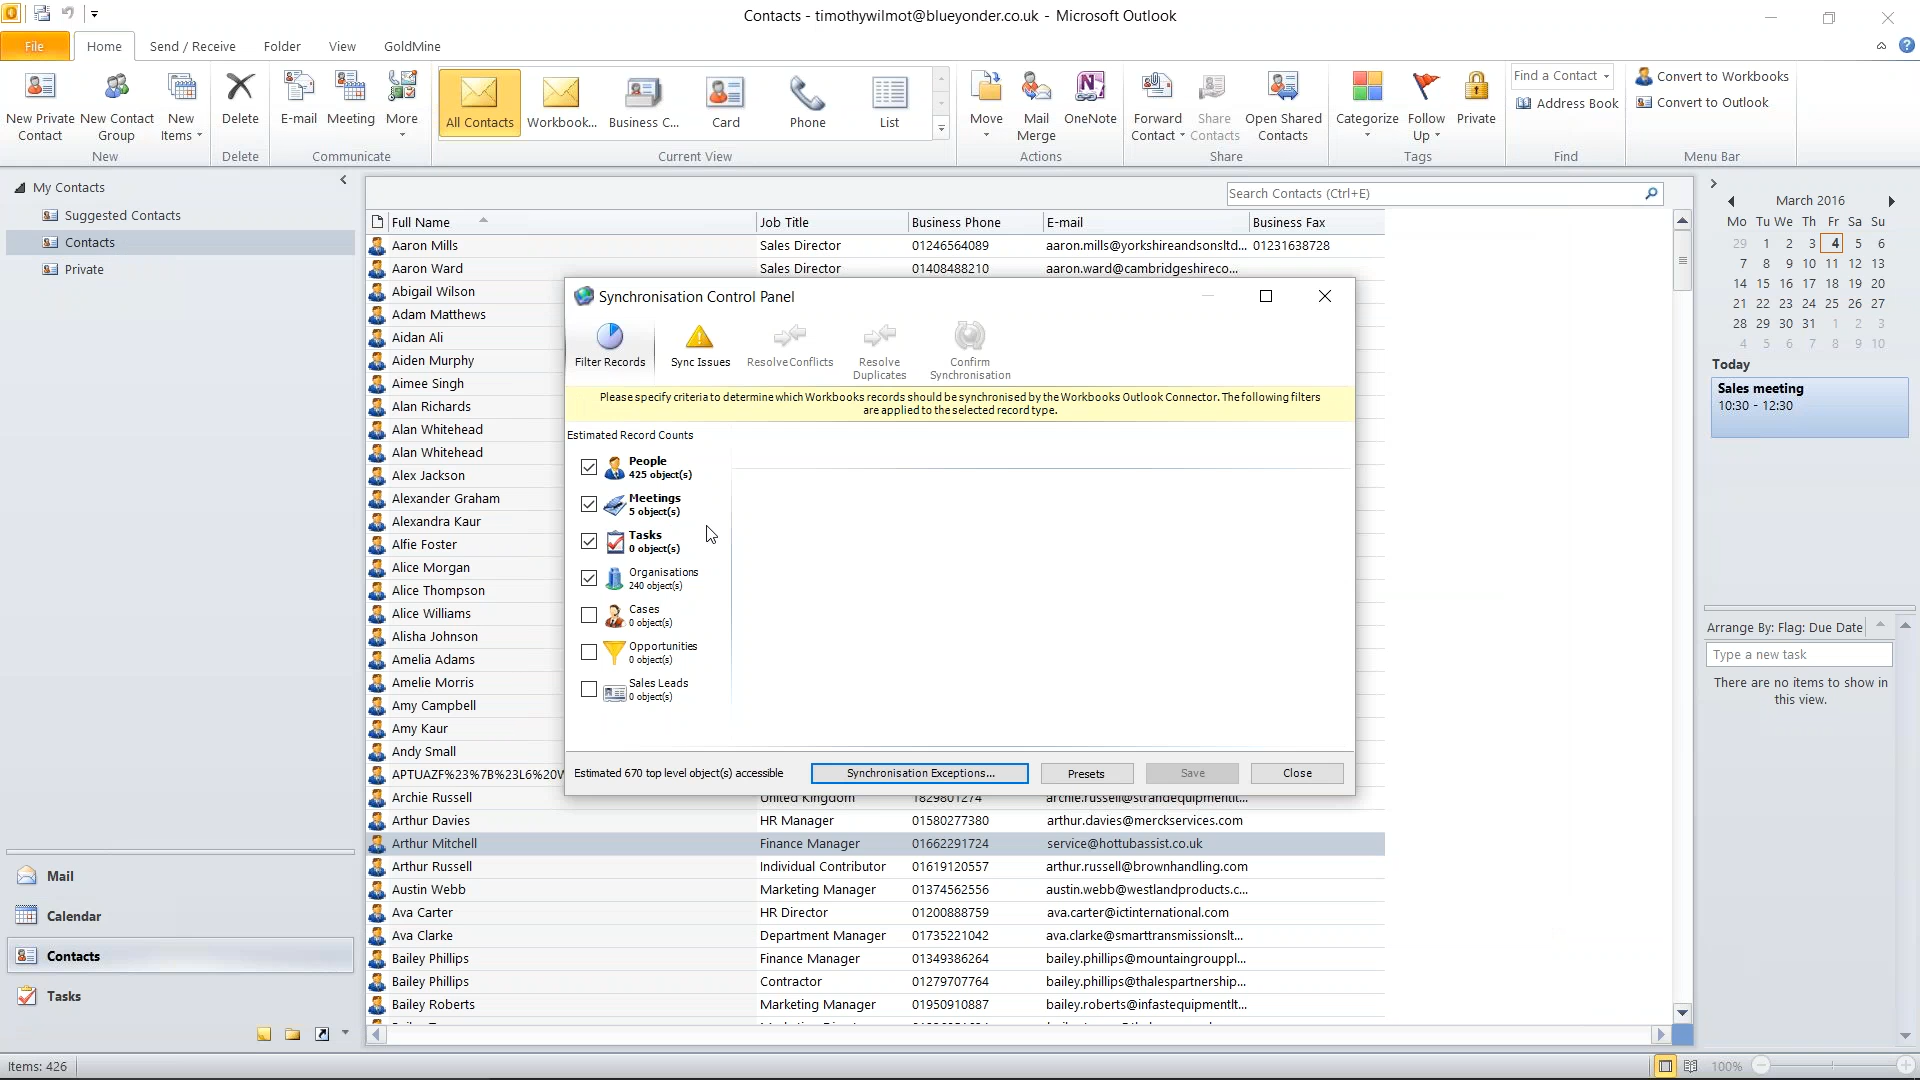 Contacts - timothywilmot@blueyonder.co.uk - Microsoft Outlook
File Home Send / Receive Folder View GoldMine
New Private Contact
New Contact Group
New Items
New
Delete
Delete
E-mail
Meeting
More
Communicate
All Contacts
Workbook...
Business C...
Card
Phone
List
Current View
Move
Mail Merge
OneNote
Actions
Forward Contact
Share Contacts
Open Shared Contacts
Share
Categorize
Follow Up
Private
Tags
Find a Contact
Address Book
Find
Convert to Workbooks
Convert to Outlook
Menu Bar
My Contacts
Suggested Contacts
Contacts
Private
Mail
Calendar
Contacts
Tasks
Search Contacts (Ctrl+E)
Full Name Job Title Business Phone E-mail Business Fax
Aaron Mills Sales Director 01246564089 aaron.mills@yorkshireandsonsltd... 01231638728
Aaron Ward Sales Director 01408488210 aaron.ward@cambridgeshireco...
Abigail Wilson
Adam Matthews
Aidan Ali
Aiden Murphy
Aimee Singh
Alan Richards
Alan Whitehead
Alan Whitehead
Alex Jackson
Alexander Graham
Alexandra Kaur
Alfie Foster
Alice Morgan
Alice Thompson
Alice Williams
Alisha Johnson
Amelia Adams
Amelie Morris
Amy Campbell
Amy Kaur
Andy Small
APTUAZF%23%7B%23L6%20V
Archie Russell United Kingdom 1829801274 archie.russell@strandequipmentlt...
Arthur Davies HR Manager 01580277380 arthur.davies@merckservices.com
Arthur Mitchell Finance Manager 01662291724 service@hottubassist.co.uk
Arthur Russell Individual Contributor 01619120557 arthur.russell@brownhandling.com
Austin Webb Marketing Manager 01374562556 austin.webb@westlandproducts.c...
Ava Carter HR Director 01200888759 ava.carter@ictinternational.com
Ava Clarke Department Manager 01735221042 ava.clarke@smarttransmissionslt...
Bailey Phillips Finance Manager 01349386264 bailey.phillips@mountaingrouppl...
Bailey Phillips Contractor 01279707764 bailey.phillips@thalespartnership...
Bailey Roberts Marketing Manager 01950910887 bailey.roberts@infastequipmentlt...
Synchronisation Control Panel
Filter Records
Sync Issues
Resolve Conflicts
Resolve Duplicates
Confirm Synchronisation
Please specify criteria to determine which Workbooks records should be synchronised by the Workbooks Outlook Connector. The following filters
are applied to the selected record type.
Estimated Record Counts
People
425 object(s)
Meetings
5 object(s)
Tasks
0 object(s)
Organisations
240 object(s)
Cases
0 object(s)
Opportunities
0 object(s)
Sales Leads
0 object(s)
Estimated 670 top level object(s) accessible Synchronisation Exceptions... Presets Save Close
March 2016
Mo Tu We Th Fr Sa Su
29 1 2 3 4 5 6
7 8 9 10 11 12 13
14 15 16 17 18 19 20
21 22 23 24 25 26 27
28 29 30 31 1 2 3
4 5 6 7 8 9 10
Today
Sales meeting
10:30 - 12:30
Arrange By: Flag: Due Date
Type a new task
There are no items to show in
this view.
Items: 426
100%